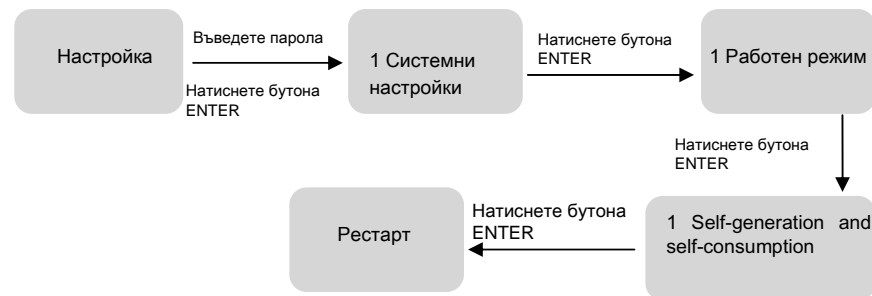 Настройка
Въведете парола
Натиснете бутона
ENTER
1 Системни
настройки
Натиснете бутона
ENTER
1 Работен режим
Натиснете бутона
ENTER
1 Self-generation and
self-consumption
Натиснете бутона
ENTER
Рестарт